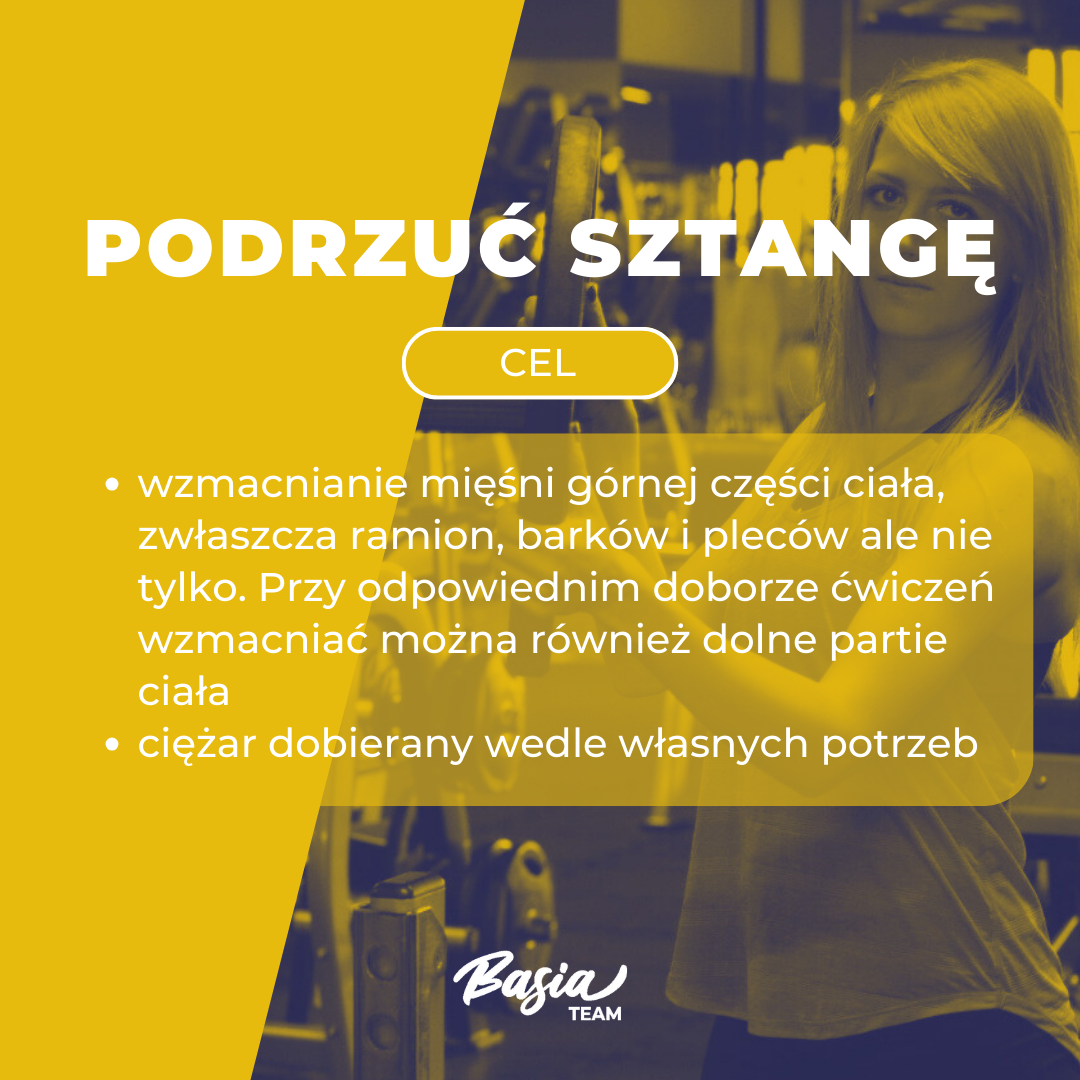 PODRZUĆ SZTANGĘ
CEL
• wzmacnianie mięśni górnej części ciała,
zwłaszcza ramion, barków i pleców ale nie
tylko. Przy odpowiednim doborze ćwiczeń
wzmacniać można również dolne partie
ciała
• ciężar dobierany wedle własnych potrzeb
Basia
TEAM